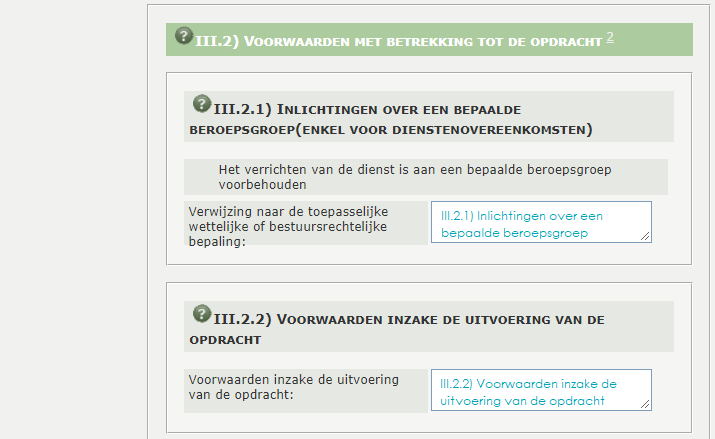 III.2) Voorwaarden met betrekking tot de opdracht 2
III.2.1) Inlichtingen over een bepaalde
beroepsgroep(enkel voor dienstenovereenkomsten)
Het verrichten van de dienst is aan een bepaalde beroepsgroep
voorbehouden
Verwijzing naar de toepasselijke
wettelijke of bestuursrechtelijke
bepaling:
III.2.1) Inlichtingen over een
bepaalde beroepsgroep
III.2.2) Voorwaarden inzake de uitvoering van de
opdracht
Voorwaarden inzake de uitvoering
van de opdracht:
III.2.2) Voorwaarden inzake de
uitvoering van de opdracht